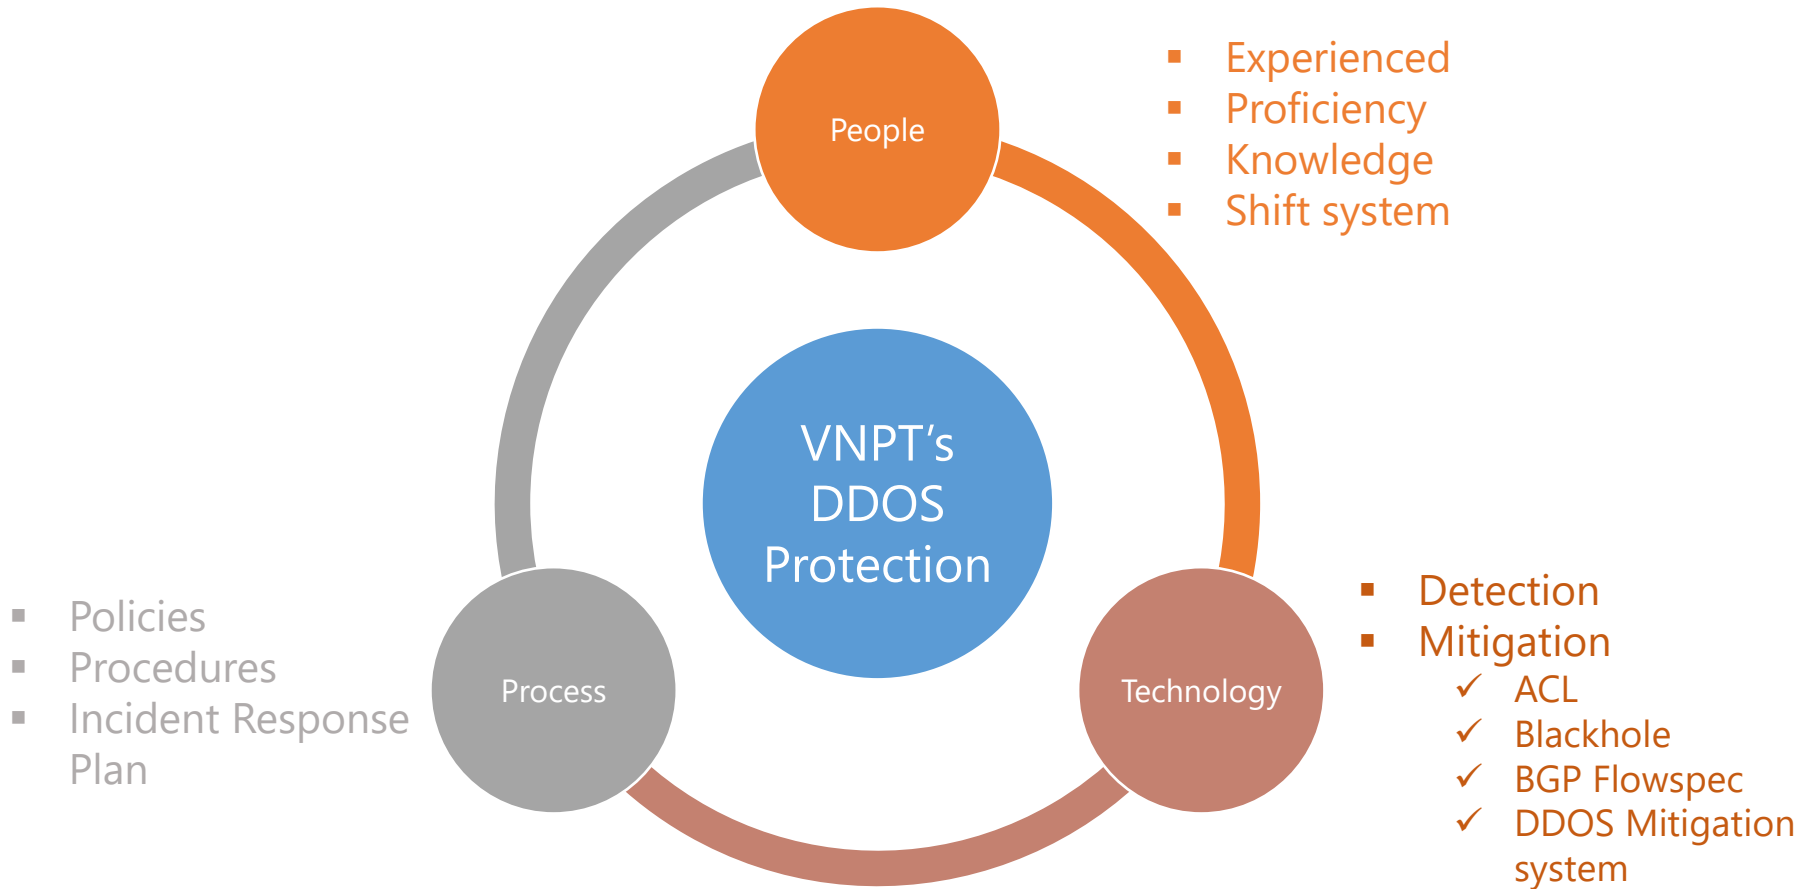 People
▪ Experienced
▪ Proficiency
▪ Knowledge
▪ Shift system
VNPT’s
DDOS
Protection
▪ Policies
▪ Procedures
▪ Incident Response
Plan
Process
Technology
▪ Detection
▪ Mitigation
✓ ACL
✓ Blackhole
✓ BGP Flowspec
✓ DDOS Mitigation
system